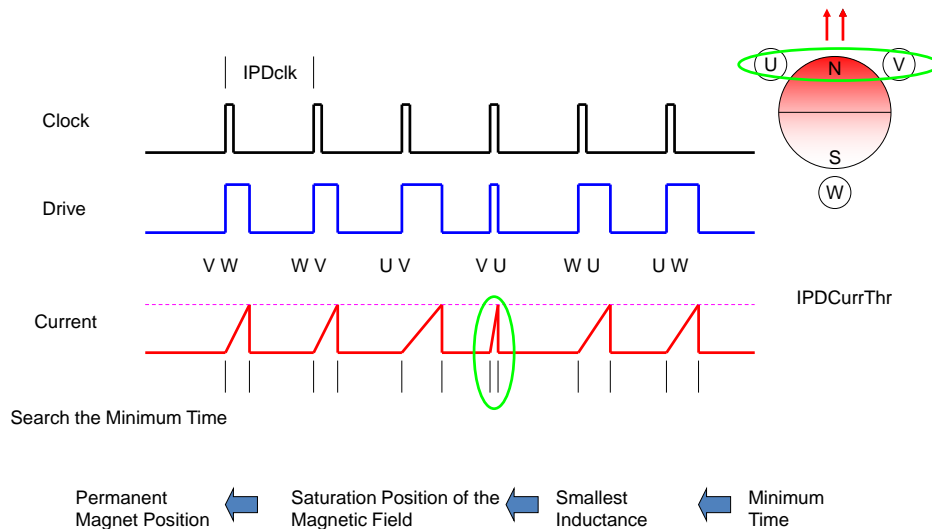 IPDclk
U
V
N
Clock
S
W
Drive
V W
W V
U V
V U
W U
U W
IPDCurrThr
Current
Search the Minimum Time
Permanent
Magnet Position
Saturation Position of the
Magnetic Field
Smallest
Inductance
Minimum
Time